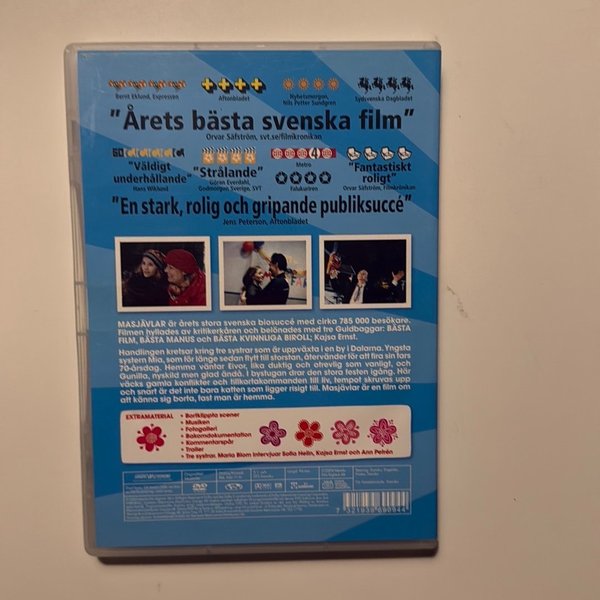 Bernt Eklund, Expressen
Aftonbladet
Nyhetsmorgon,
Nils Petter Sundgren
Sydsvenska Dagbladet
"Årets bästa svenska film"
Orvar Säfström, svt.se/filmkronikan
"Väldigt
underhållande"
Hans Wiklund
"Strålande"
Göran Everdahl,
Godmorgon, Sverige, SVT
Metro
Falukuriren
"Fantastiskt
roligt"
Orvar Säfström, Filmkrönikan
"En stark, rolig och gripande publiksuccé"
Jens Peterson, Aftonbladet
MASJÄVLAR är årets stora svenska biosuccé med cirka 785 000 besökare.
Filmen hyllades av kritikerkåren och belönades med tre Guldbaggar: BÄSTA
FILM, BÄSTA MANUS och BÄSTA KVINNLIGA BIROLL; Kajsa Ernst.
Handlingen kretsar kring tre systrar som är uppväxta i en by i Dalarna. Yngsta
system Mia, som för länge sedan flytt till storstan, återvänder för att fira sin fars
70-årsdag. Hemma väntar Eivor, lika duktig och otrevlig som vanligt, och
Gunilla, nyskild men glad ändå. I bystugan drar den stora festen igång. Här
väcks gamla konflikter och tillkortakommanden till liv, tempot skruvas upp
och snart är det inte bara katten som ligger risigt till. Masjävlar är en film om
att känna sig borta, fast man är hemma.
EXTRAMATERIAL
• Bortklippta scener
• Musiken
• Fotogalleri
• Bakomdokumentation
• Kommentarspår
• Trailer
• Tre systrar, Maria Blom intervjuar Sofia Helin, Kajsa Ernst och Ann Petrén
7 321938 690944